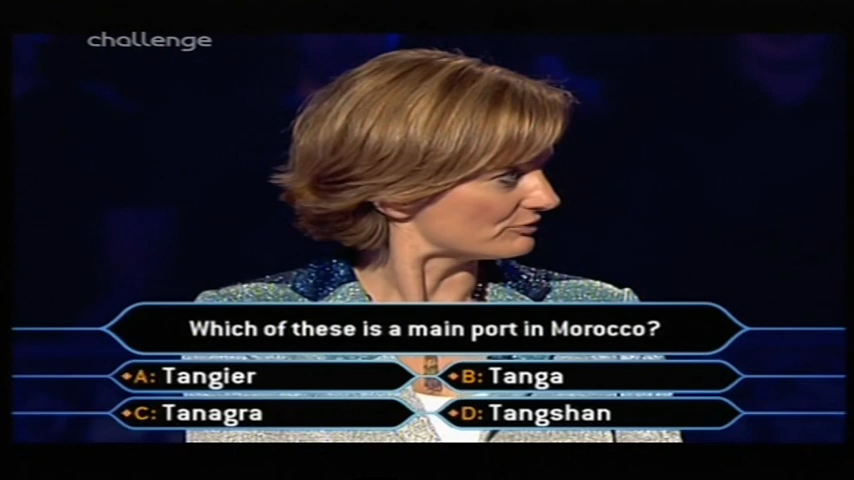 challenge
Which of these is a main port in Morocco?
A: Tangier
B: Tanga
C: Tanagra
D: Tangshan